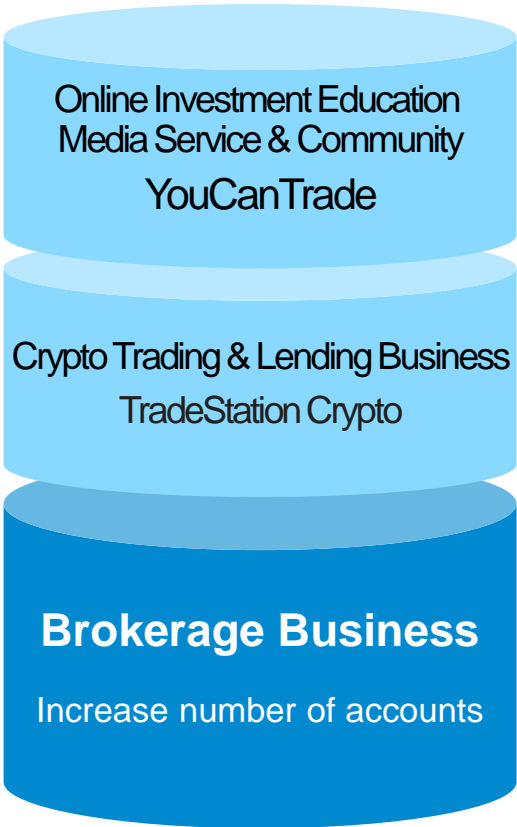 Online Investment Education
Media Service & Community
YouCanTrade
Crypto Trading & Lending Business
TradeStation Crypto
Brokerage Business
Increase number of accounts